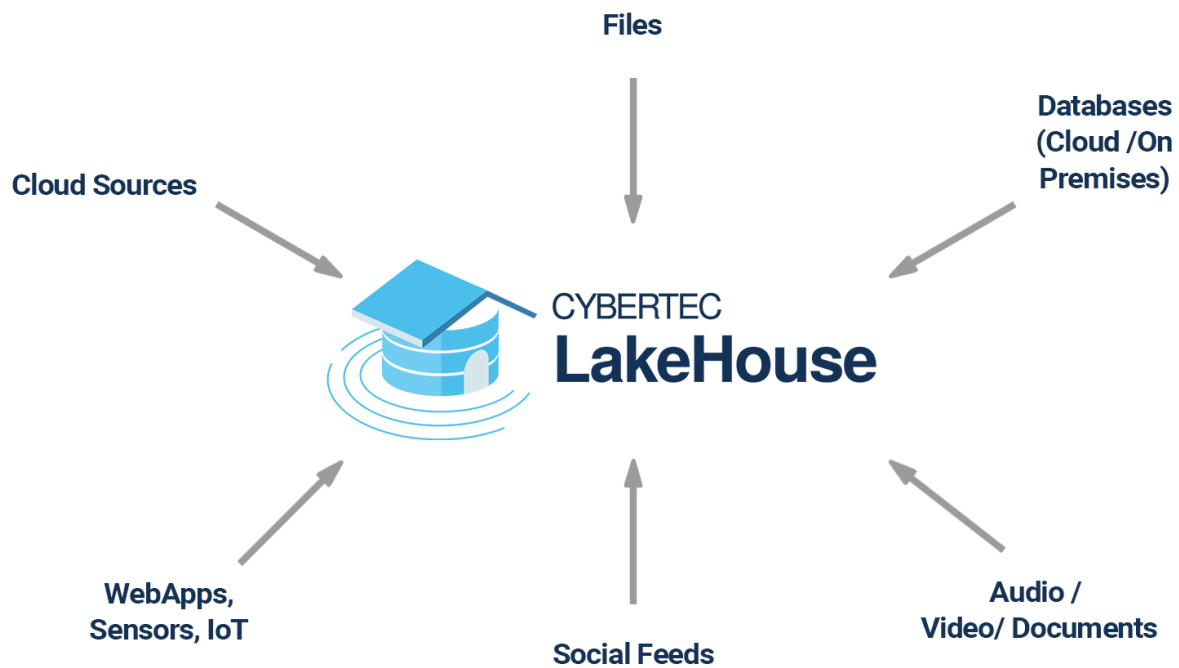 Files
Databases
(Cloud /On
Premises)
Cloud Sources
CYBERTEC
LakeHouse
WebApps,
Sensors, IoT
Audio /
Video/ Documents
Social Feeds